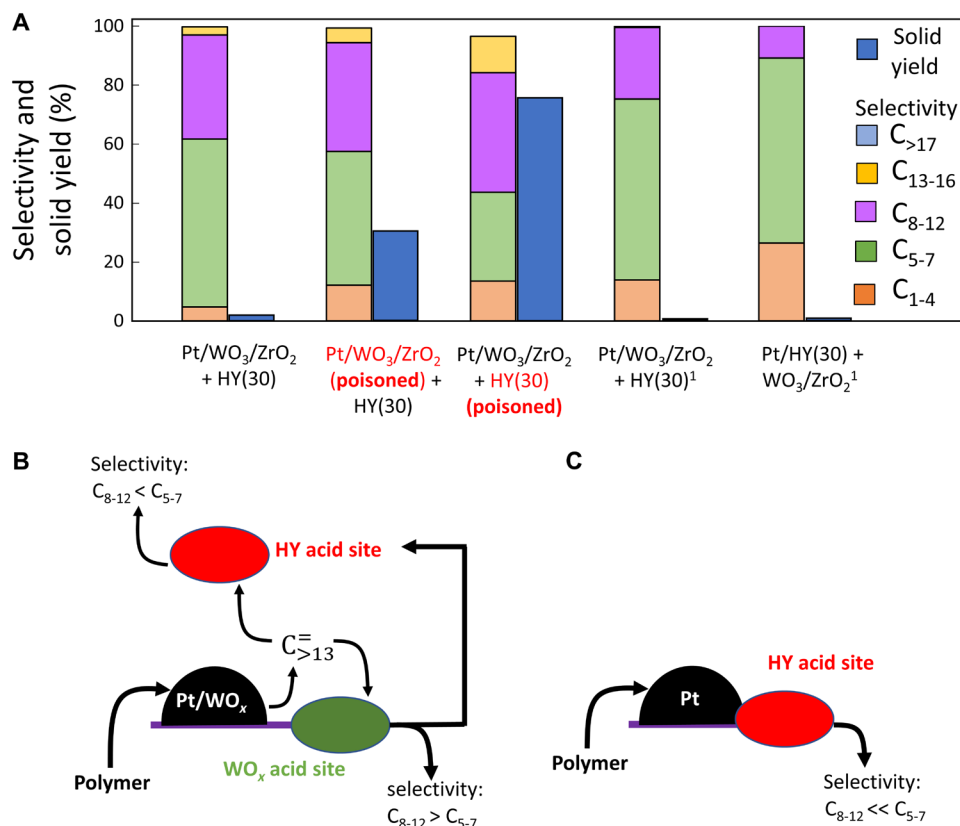 A
Selectivity and
solid yield (%)
100
80
60
40
20
0
Solid
yield
Selectivity
C>17
C13-16
C8-12
C5-7
C1-4
Pt/WO3/ZrO2
+ HY(30)
Pt/WO3/ZrO2
(poisoned) +
HY(30)
Pt/WO3/ZrO2
+ HY(30)
(poisoned)
Pt/WO3/ZrO2
+ HY(30)1
Pt/HY(30) +
WO3/ZrO21
B
Selectivity:
C8-12 < C5-7
HY acid site
C=>13
Pt/WOx
Polymer
WOx acid site
selectivity:
C8-12 > C5-7
C
HY acid site
Pt
Polymer
Selectivity:
C8-12 << C5-7